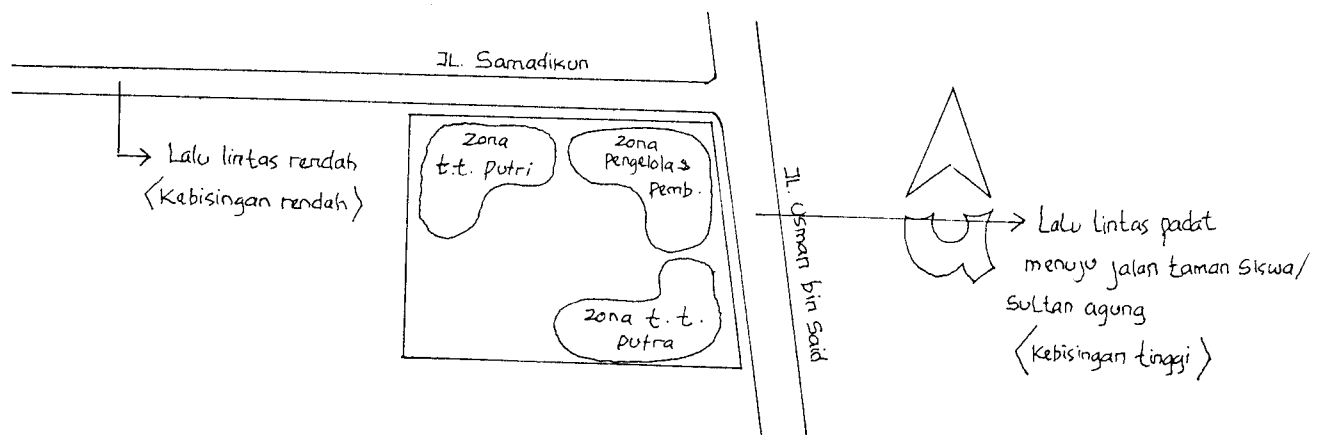 JL. Samadikun
Lalu lintas rendah
<Kabisingan rendah>
zona
t.t. putri
zona
Pengelola &
Pemb.
zona t.t.
putra
JL. Usman bin Said
Lalu lintas padat
menuju jalan taman siswa/
sultan agung
<Kebisingan tinggi>